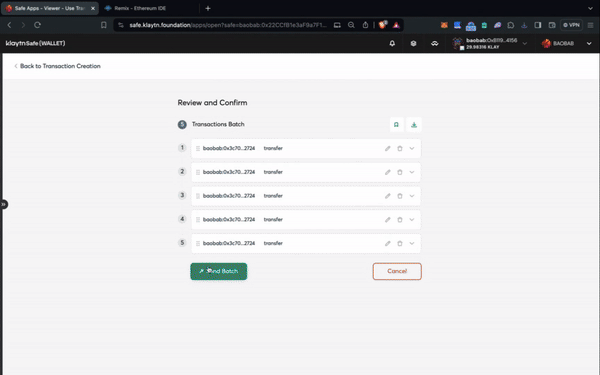 Safe Apps - Viewer - Use Tra
Remix - Ethereum IDE
safe.klaytn.foundation/apps/open?safe=baobab:0x22CCfB1e3aF8a7F1...
VPN
klaytn Safe {WALLET}
baobab:0x8119...4156
29.98316 KLAY
BAOBAB
Back to Transaction Creation
Review and Confirm
5 Transactions Batch
1 baobab:0x3c70...2724 transfer
2 baobab:0x3c70...2724 transfer
3 baobab:0x3c70...2724 transfer
4 baobab:0x3c70...2724 transfer
5 baobab:0x3c70...2724 transfer
Send Batch
Cancel